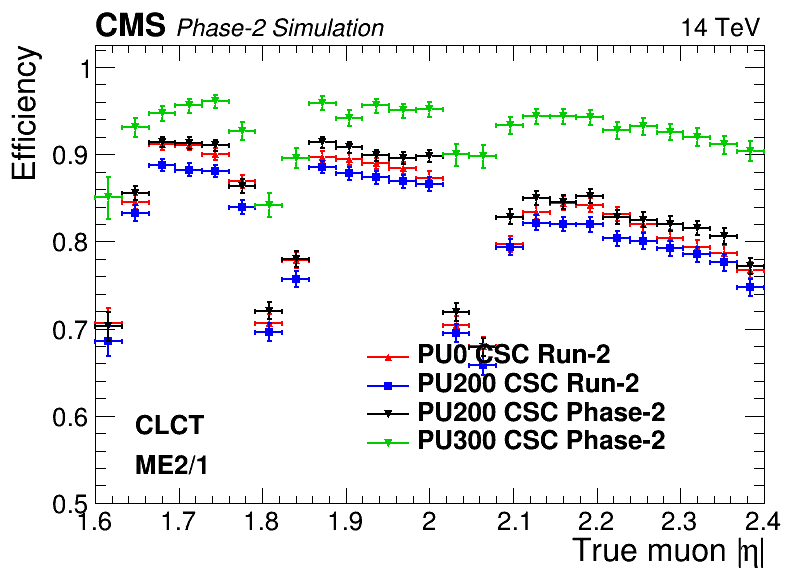 CMS Phase-2 Simulation 14 TeV
Efficiency
1
0.9
0.8
0.7
0.6
0.5
PU0 CSC Run-2
PU200 CSC Run-2
PU200 CSC Phase-2
PU300 CSC Phase-2
CLCT
ME2/1
1.6 1.7 1.8 1.9 2 2.1 2.2 2.3 2.4
True muon |η|